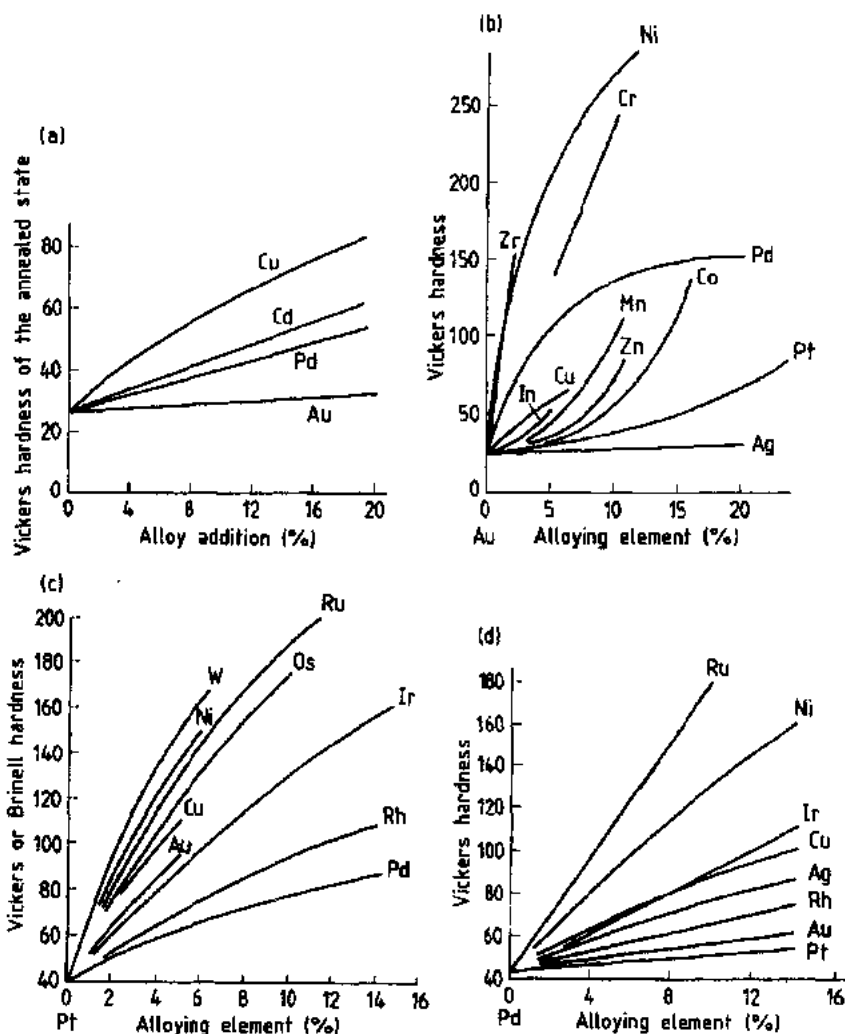 (a)
Vickers hardness of the annealed state
80
60
40
20
0
Cu
Cd
Pd
Au
0 4 8 12 16 20
Alloy addition (%)
(b)
Vickers hardness
250
200
150
100
50
0
Ni
Cr
Zr
Pd
Co
Mn
Zn
Pt
Cu
In
Ag
0 5 10 15 20
Au Alloying element (%)
(c)
Vickers or Brinell hardness
200
180
160
140
120
100
80
60
40
Ru
W
Os
Ni
Ir
Cu
Au
Rh
Pd
0 2 4 6 8 10 12 14 16
Pt Alloying element (%)
(d)
Vickers hardness
180
160
140
120
100
80
60
40
Ru
Ni
Ir
Cu
Ag
Rh
Au
Pt
0 4 8 12 16
Pd Alloying element (%)